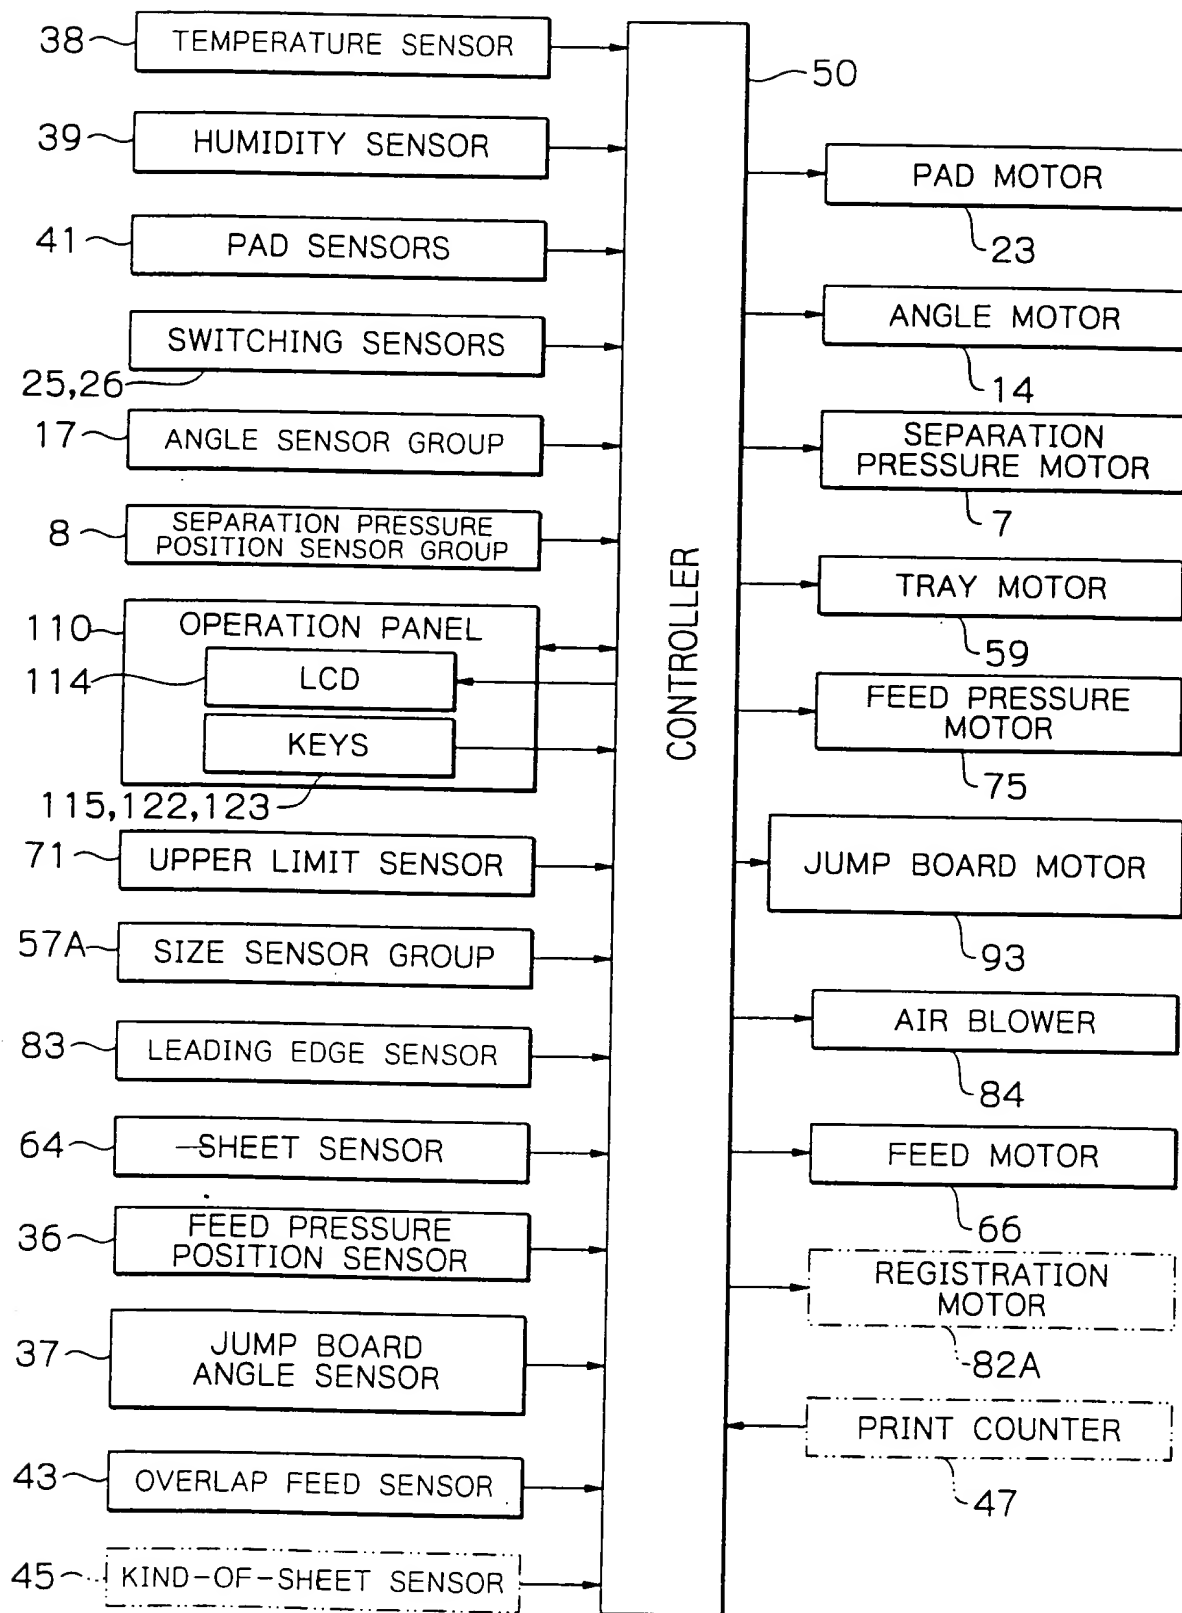 38
TEMPERATURE SENSOR
50
39
HUMIDITY SENSOR
PAD MOTOR
23
41
PAD SENSORS
ANGLE MOTOR
14
SWITCHING SENSORS
25,26
17
ANGLE SENSOR GROUP
SEPARATION
PRESSURE MOTOR
7
8
SEPARATION PRESSURE
POSITION SENSOR GROUP
CONTROLLER
TRAY MOTOR
59
110
OPERATION PANEL
114
LCD
KEYS
115,122,123
FEED PRESSURE
MOTOR
75
71
UPPER LIMIT SENSOR
JUMP BOARD MOTOR
93
57A
SIZE SENSOR GROUP
83
LEADING EDGE SENSOR
AIR BLOWER
84
64
SHEET SENSOR
FEED MOTOR
66
36
FEED PRESSURE
POSITION SENSOR
REGISTRATION
MOTOR
82A
37
JUMP BOARD
ANGLE SENSOR
PRINT COUNTER
47
43
OVERLAP FEED SENSOR
45
KIND-OF-SHEET SENSOR